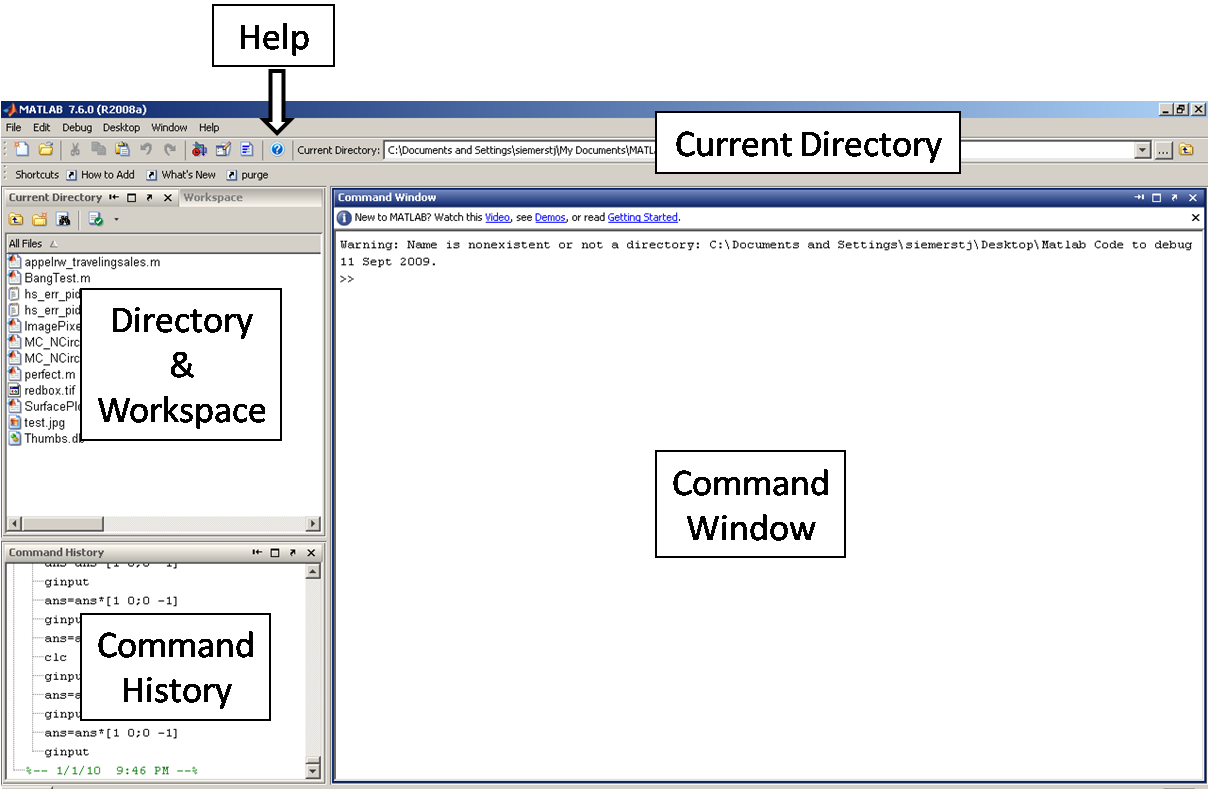 Help
MATLAB 7.6.0 (R2008a)
File Edit Debug Desktop Window Help
Current Directory: C:\Documents and Settings\siemerstj\My Documents\MATL
Current Directory
Shortcuts How to Add What's New purge
Current Directory Workspace
All Files
appelrw_travelingsales.m
BangTest.m
hs_err_pid
hs_err_pid
ImagePixe
MC_NCirc
MC_NCirc
perfect.m
redbox.tif
SurfacePlo
test.jpg
Thumbs.db
Directory
&
Workspace
Command Window
New to MATLAB? Watch this Video, see Demos, or read Getting Started.
Warning: Name is nonexistent or not a directory: C:\Documents and Settings\siemerstj\Desktop\Matlab Code to debug
11 Sept 2009.
>>
Command
Window
Command History
ginput
ans=ans*[1 0;0 -1]
ginpu
ans=a
clc
ginpu
ans=a
ginpu
ans=ans*[1 0;0 -1]
ginput
%-- 1/1/10 9:46 PM --%
Command
History